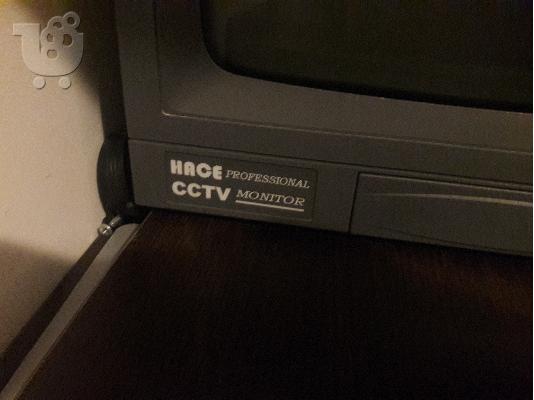 HACE PROFESSIONAL
CCTV MONITOR